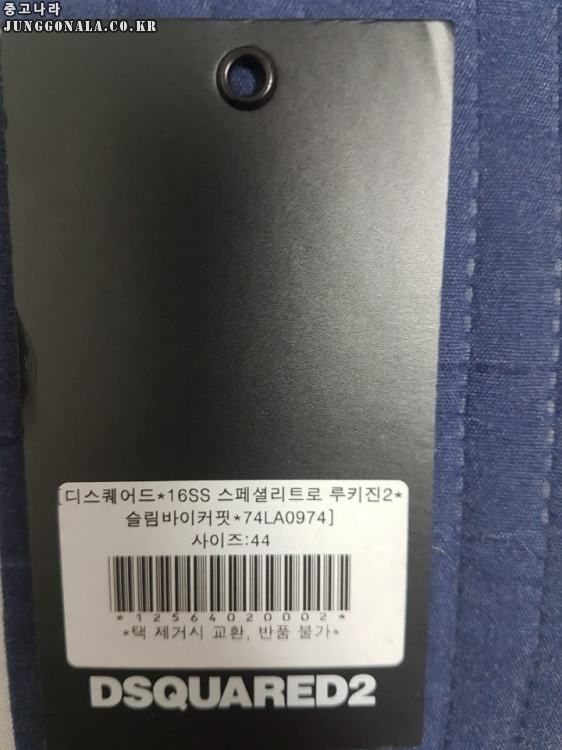 중고나라
JUNGGONALA.CO.KR
[디스퀘어드*16SS 스페셜리트로 루키진2*
슬림바이커핏*74LA0974]
사이즈:44
*12564020002*
*택 제거시 교환, 반품 불가*
DSQUARED2